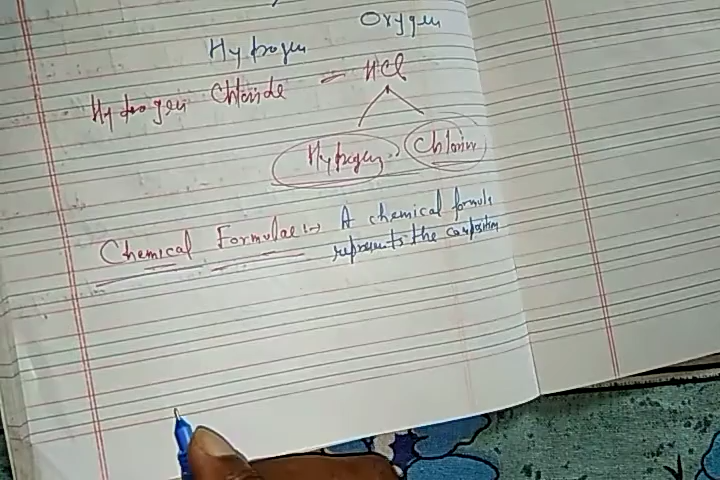 Oxygen
Hydrogen
Hydrogen Chloride = HCl
Hydrogen Chlorine
Chemical Formulae :→ A chemical formula
represents the composition